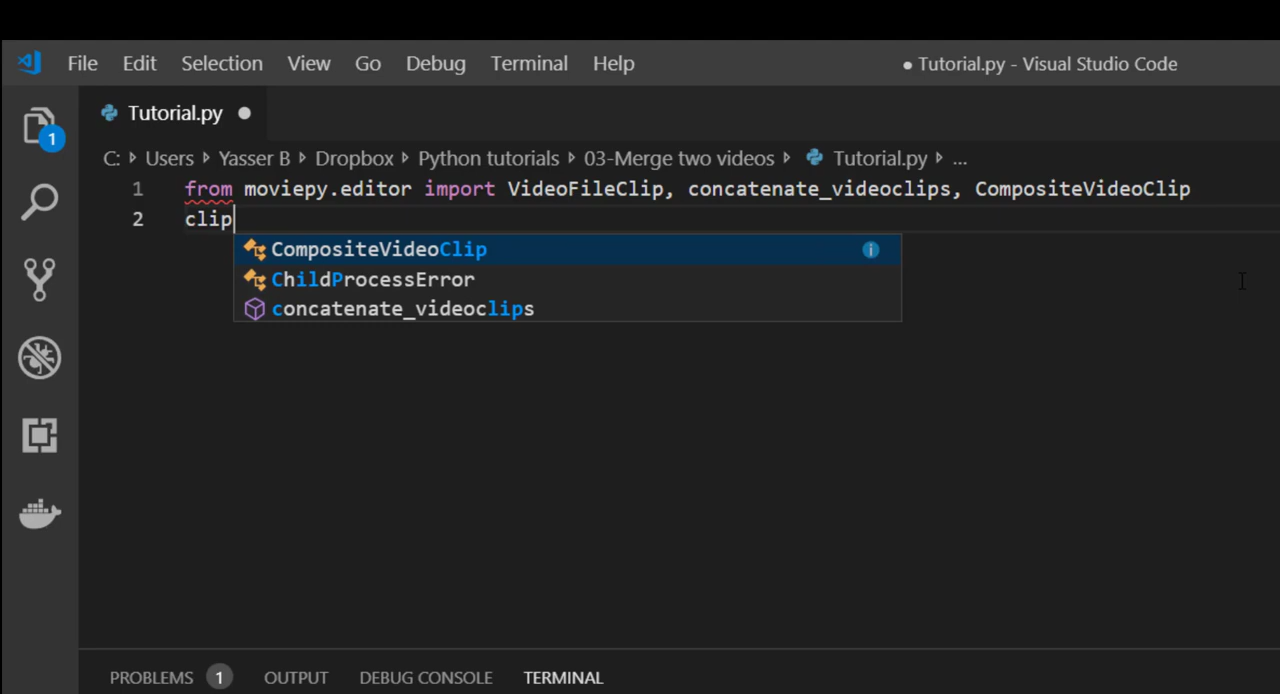 File Edit Selection View Go Debug Terminal Help ● Tutorial.py - Visual Studio Code
1
Tutorial.py ●
C: Users Yasser B Dropbox Python tutorials 03-Merge two videos Tutorial.py ...
1 from moviepy.editor import VideoFileClip, concatenate_videoclips, CompositeVideoClip
2 clip
CompositeVideoClip
ChildProcessError
concatenate_videoclips
PROBLEMS 1 OUTPUT DEBUG CONSOLE TERMINAL